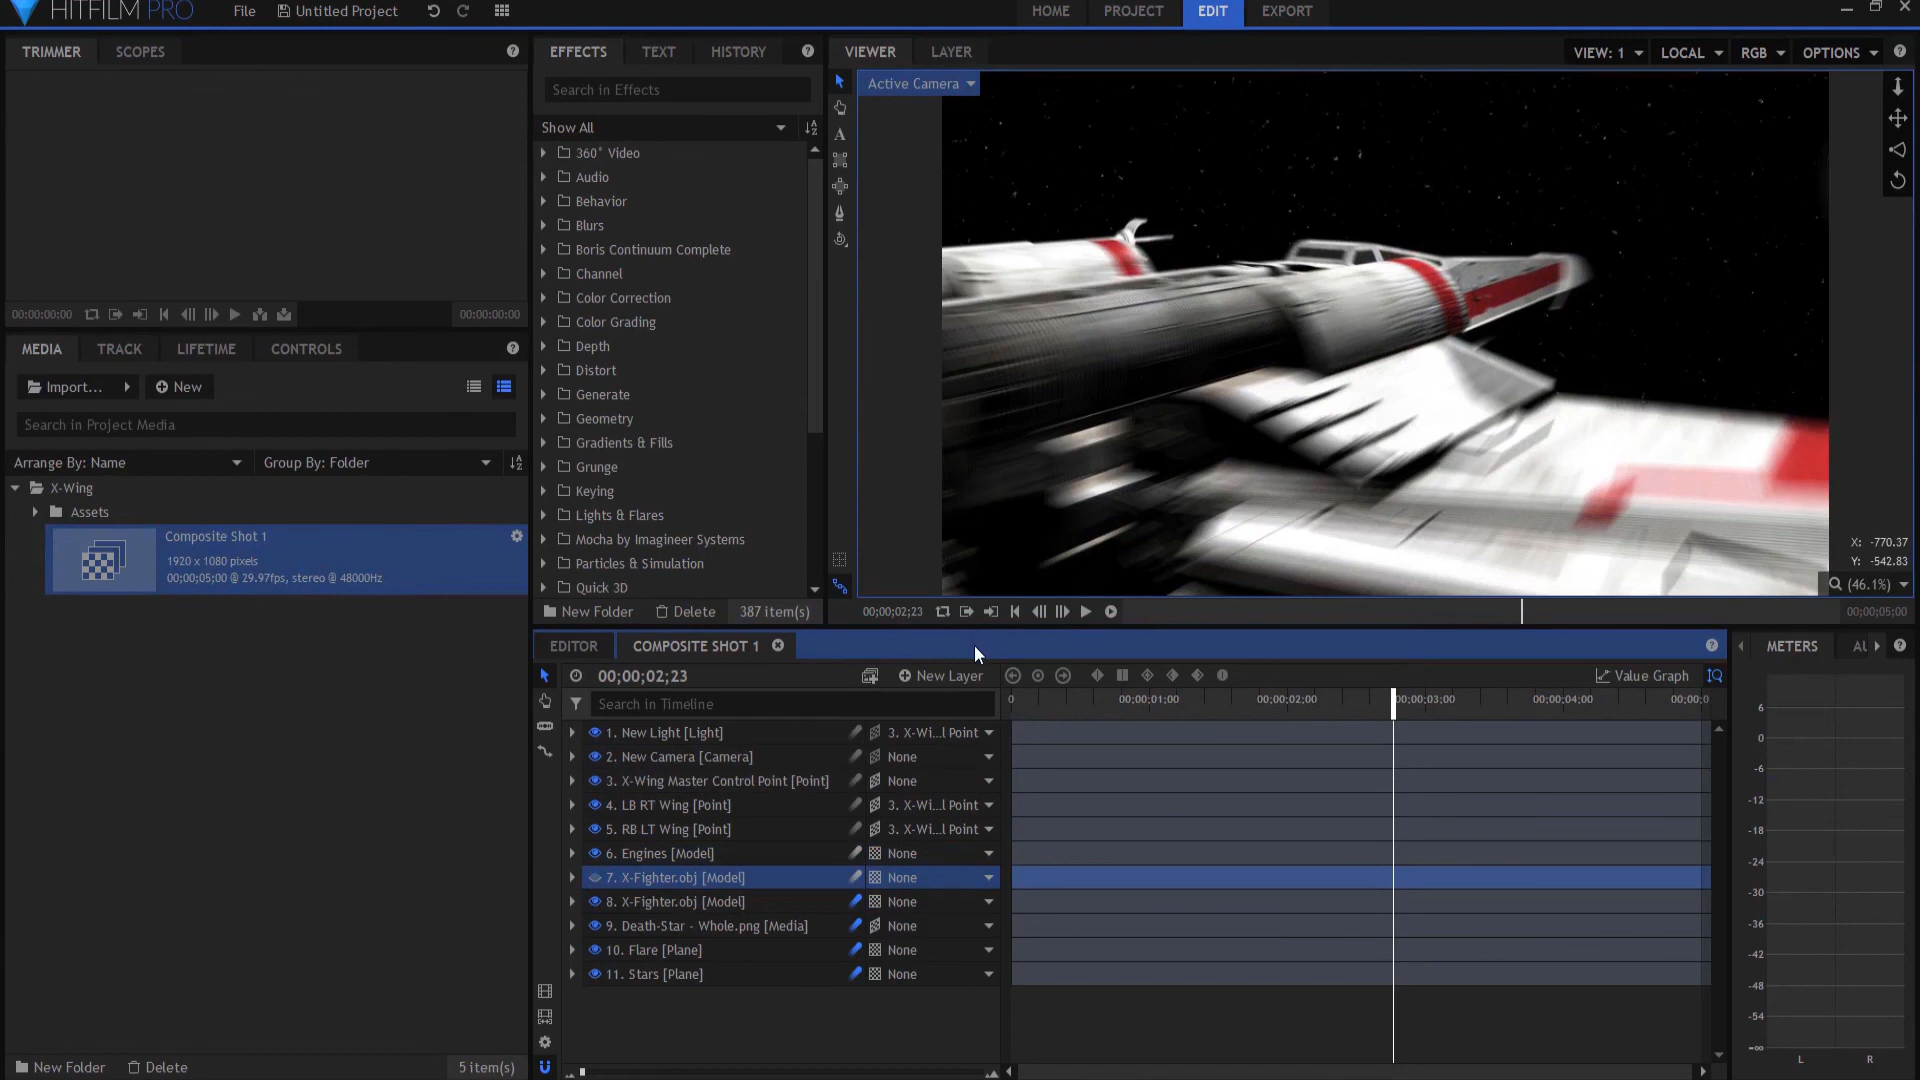 HITFILM PRO
File
Untitled Project
HOME
PROJECT
EDIT
EXPORT
TRIMMER
SCOPES
EFFECTS
TEXT
HISTORY
VIEWER
LAYER
VIEW: 1
LOCAL
RGB
OPTIONS
Search in Effects
Active Camera
Show All
360° Video
Audio
Behavior
Blurs
Boris Continuum Complete
Channel
Color Correction
Color Grading
Depth
Distort
Generate
Geometry
Gradients & Fills
Grunge
Keying
Lights & Flares
Mocha by Imagineer Systems
Particles & Simulation
Quick 3D
New Folder
Delete
387 item(s)
00:00:00:00
00:00:00:00
MEDIA
TRACK
LIFETIME
CONTROLS
Import...
New
Search in Project Media
Arrange By: Name
Group By: Folder
X-Wing
Assets
Composite Shot 1
1920 x 1080 pixels
00;00;05;00 @ 29.97fps, stereo @ 48000Hz
X: -770.37
Y: -542.83
(46.1%)
00;00;02;23
00;00;05;00
EDITOR
COMPOSITE SHOT 1
METERS
AU
00;00;02;23
New Layer
Value Graph
Search in Timeline
0
00;00;01;00
00;00;02;00
00;00;03;00
00;00;04;00
00;00;0
1. New Light [Light]
3. X-Wi...l Point
2. New Camera [Camera]
None
3. X-Wing Master Control Point [Point]
None
4. LB RT Wing [Point]
3. X-Wi...l Point
5. RB LT Wing [Point]
3. X-Wi...l Point
6. Engines [Model]
None
7. X-Fighter.obj [Model]
None
8. X-Fighter.obj [Model]
None
9. Death-Star - Whole.png [Media]
None
10. Flare [Plane]
None
11. Stars [Plane]
None
6
0
-6
-12
-18
-24
-30
-36
-42
-48
-54
-∞
L
R
New Folder
Delete
5 item(s)